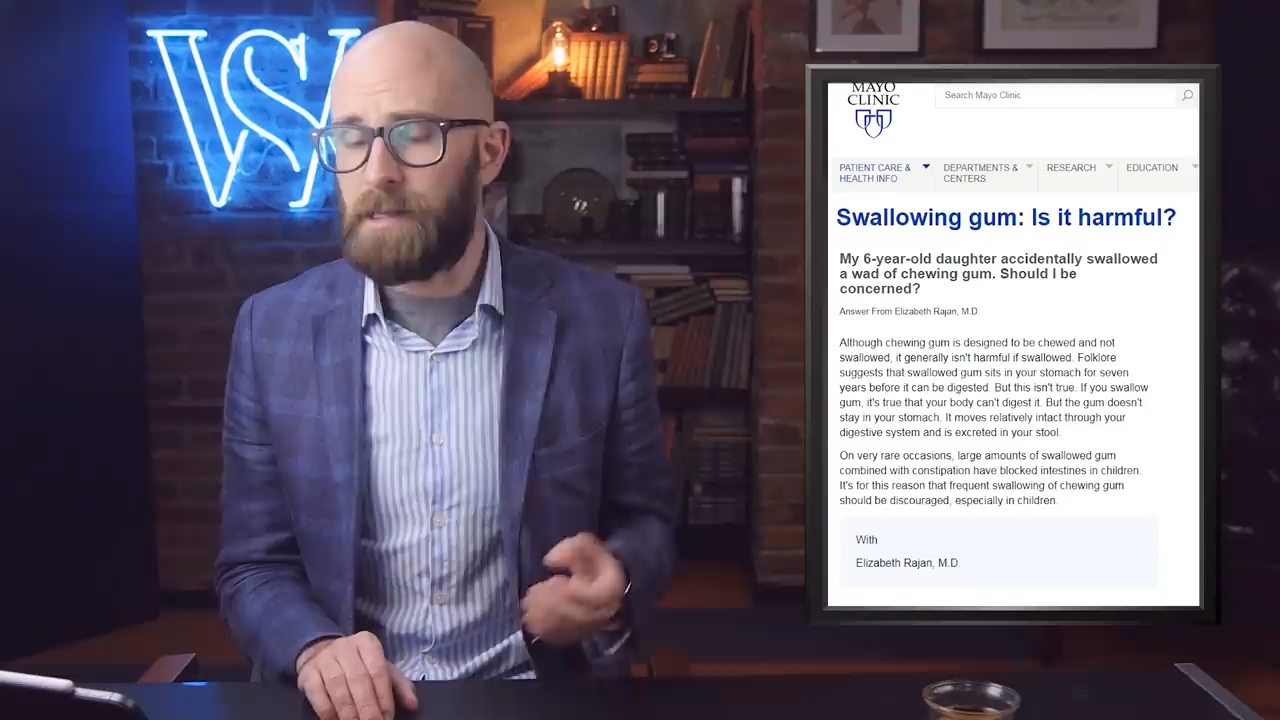 WS
MAYO
CLINIC
Search Mayo Clinic
PATIENT CARE &
HEALTH INFO
DEPARTMENTS &
CENTERS
RESEARCH
EDUCATION
Swallowing gum: Is it harmful?
My 6-year-old daughter accidentally swallowed
a wad of chewing gum. Should I be
concerned?
Answer From Elizabeth Rajan, M.D.
Although chewing gum is designed to be chewed and not
swallowed, it generally isn't harmful if swallowed. Folklore
suggests that swallowed gum sits in your stomach for seven
years before it can be digested. But this isn't true. If you swallow
gum, it's true that your body can't digest it. But the gum doesn't
stay in your stomach. It moves relatively intact through your
digestive system and is excreted in your stool.
On very rare occasions, large amounts of swallowed gum
combined with constipation have blocked intestines in children.
It's for this reason that frequent swallowing of chewing gum
should be discouraged, especially in children.
With
Elizabeth Rajan, M.D.